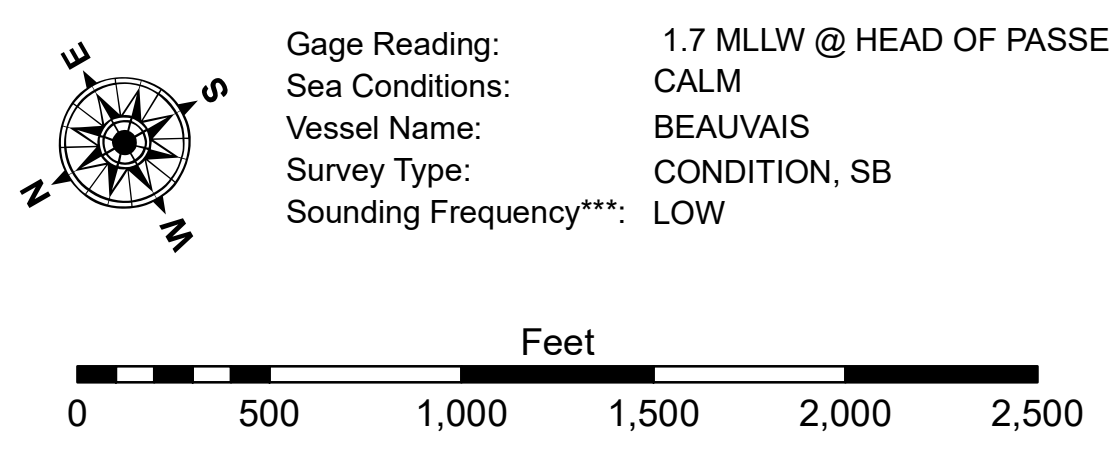 E
S
N
W
Gage Reading: 1.7 MLLW @ HEAD OF PASSE
Sea Conditions: CALM
Vessel Name: BEAUVAIS
Survey Type: CONDITION, SB
Sounding Frequency***: LOW
Feet
0 500 1,000 1,500 2,000 2,500